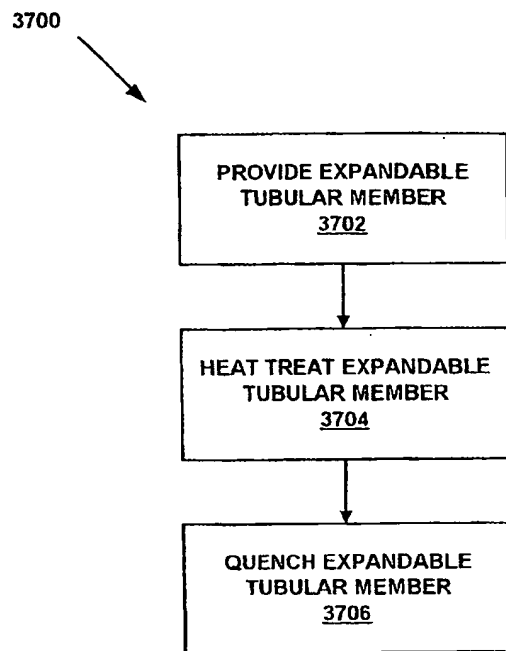 3700
PROVIDE EXPANDABLE
TUBULAR MEMBER
3702
HEAT TREAT EXPANDABLE
TUBULAR MEMBER
3704
QUENCH EXPANDABLE
TUBULAR MEMBER
3706